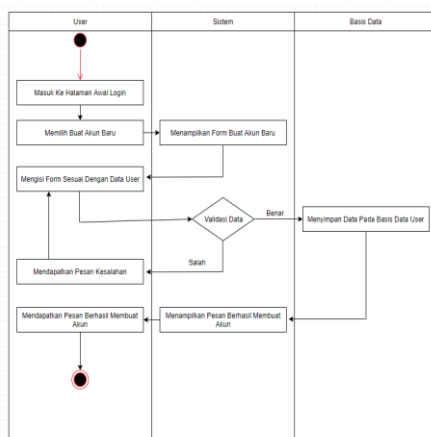 User
Sistem
Basis Data
Masuk Ke Halaman Awal Login
Memilih Buat Akun Baru
Menampilkan Form Buat Akun Baru
Mengisi Form Sesuai Dengan Data User
Validasi Data
Benar
Menyimpan Data Pada Basis Data User
Salah
Mendapatkan Pesan Kesalahan
Mendapatkan Pesan Berhasil Membuat
Akun
Menampilkan Pesan Berhasil Membuat
Akun